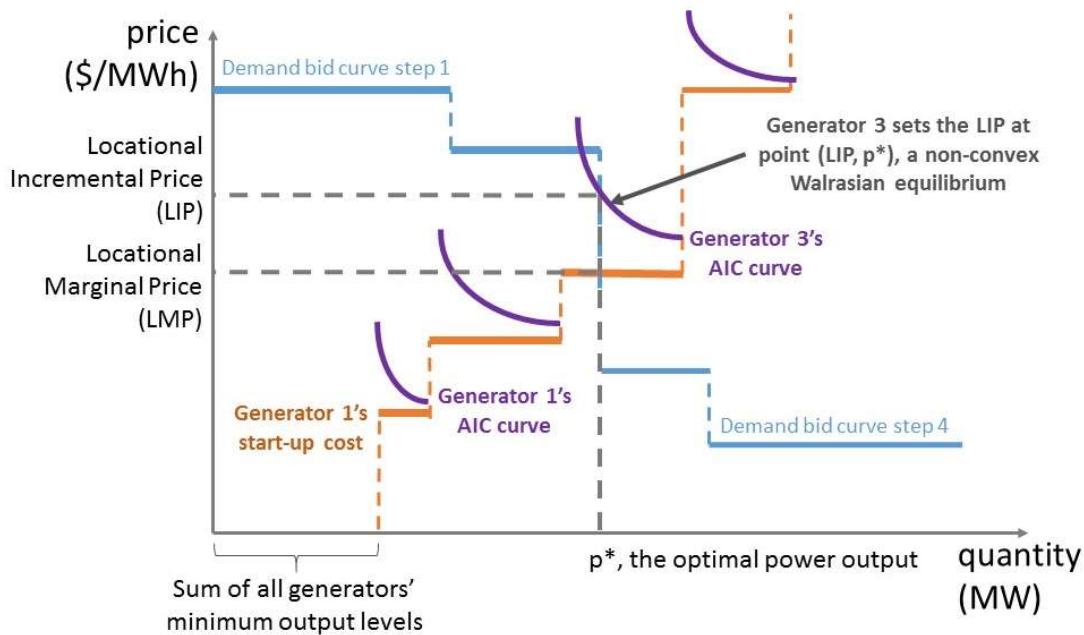 price
($/MWh)
Demand bid curve step 1
Locational
Incremental Price
(LIP)
Generator 3 sets the LIP at
point (LIP, p*), a non-convex
Walrasian equilibrium
Locational
Marginal Price
(LMP)
Generator 3’s
AIC curve
Generator 1’s
start-up cost
Generator 1’s
AIC curve
Demand bid curve step 4
Sum of all generators’
minimum output levels
p*, the optimal power output
quantity
(MW)